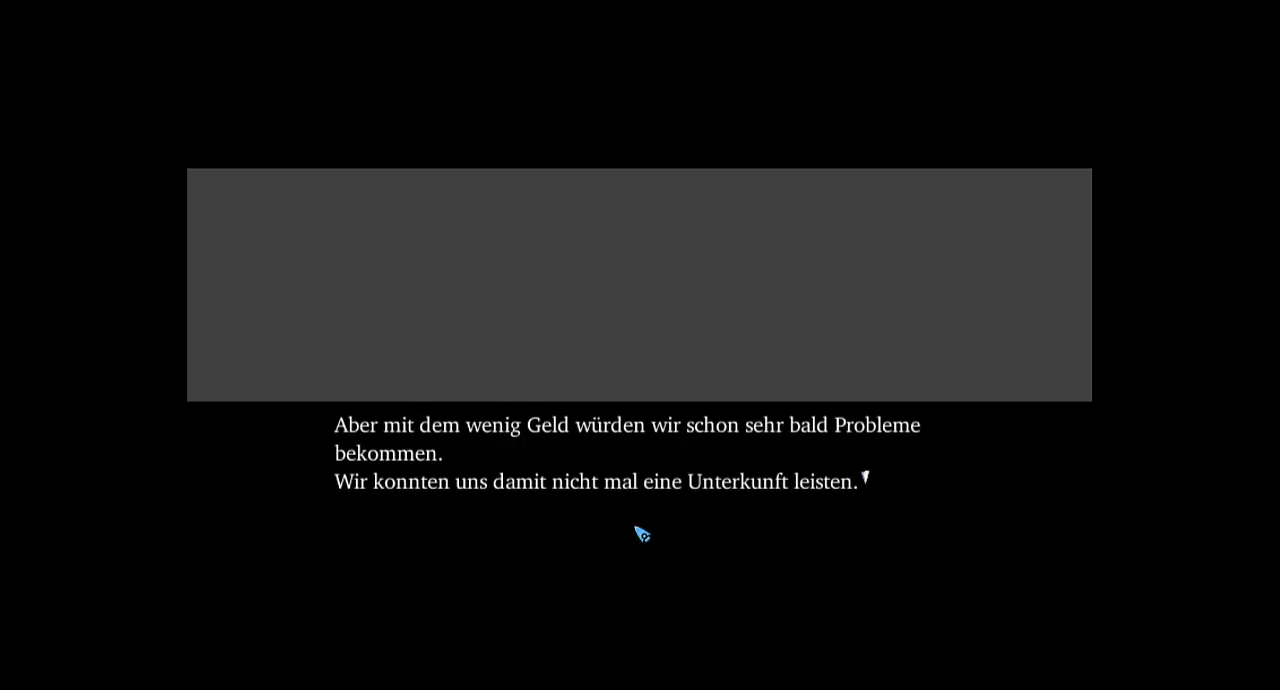 Aber mit dem wenig Geld würden wir schon sehr bald Probleme
bekommen.
Wir konnten uns damit nicht mal eine Unterkunft leisten.